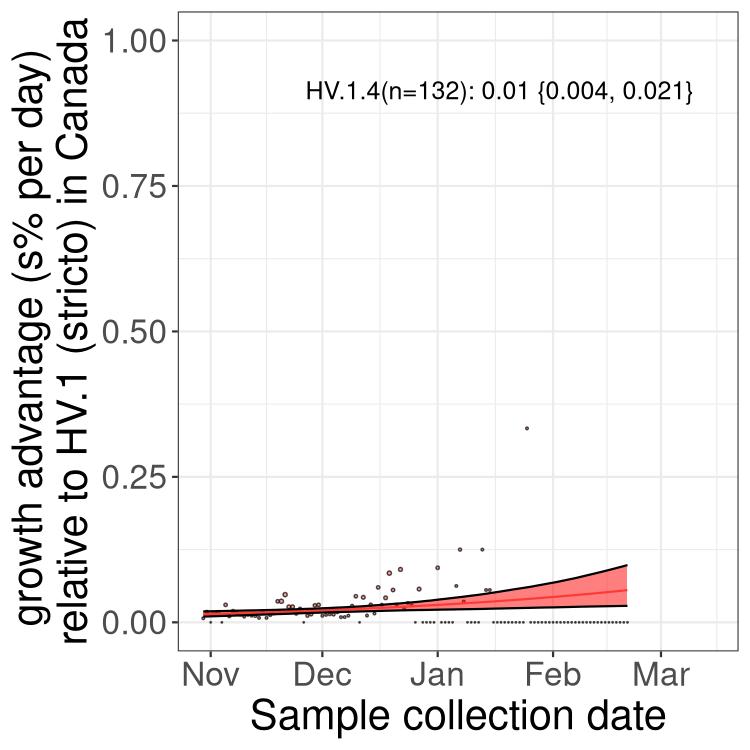 growth advantage (s% per day)
relative to HV.1 (stricto) in Canada
1.00
0.75
0.50
0.25
0.00
HV.1.4(n=132): 0.01 {0.004, 0.021}
Nov
Dec
Jan
Feb
Mar
Sample collection date